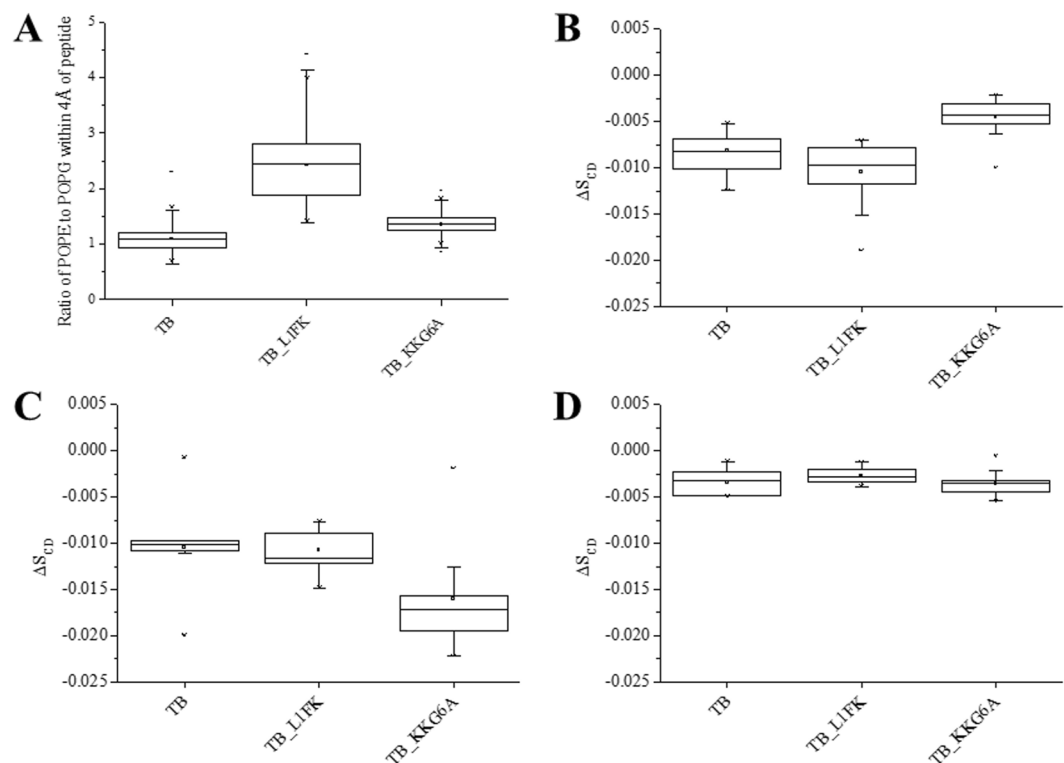 A
Ratio of POPE to POPG within 4Å of peptide
5
4
3
2
1
0
TB
TB_L1FK
TB_KKG6A
B
ΔS_CD
0.005
0.000
-0.005
-0.010
-0.015
-0.020
-0.025
TB
TB_L1FK
TB_KKG6A
C
ΔS_CD
0.005
0.000
-0.005
-0.010
-0.015
-0.020
-0.025
TB
TB_L1FK
TB_KKG6A
D
ΔS_CD
0.005
0.000
-0.005
-0.010
-0.015
-0.020
-0.025
TB
TB_L1FK
TB_KKG6A